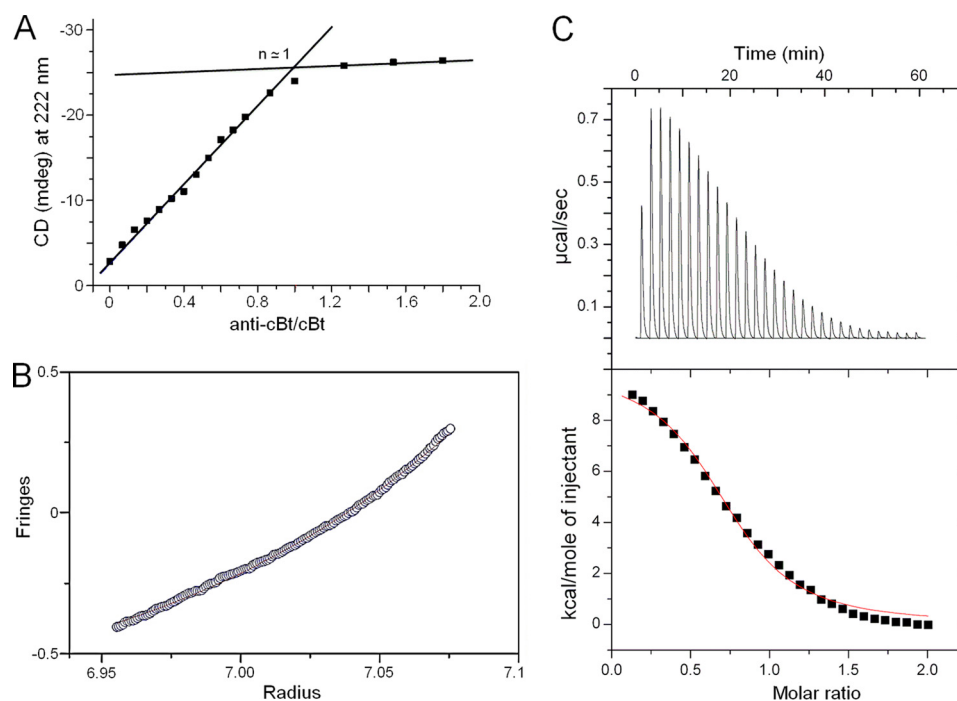 A
-30
-20
-10
0
CD (mdeg) at 222 nm
n ≃ 1
0 0.4 0.8 1.2 1.6 2.0
anti-cBt/cBt
B
0.5
0
-0.5
Fringes
6.95 7.00 7.05 7.1
Radius
C
Time (min)
0 20 40 60
0.7
0.5
0.3
0.1
µcal/sec
8
6
4
2
0
kcal/mole of injectant
0.0 0.5 1.0 1.5 2.0
Molar ratio